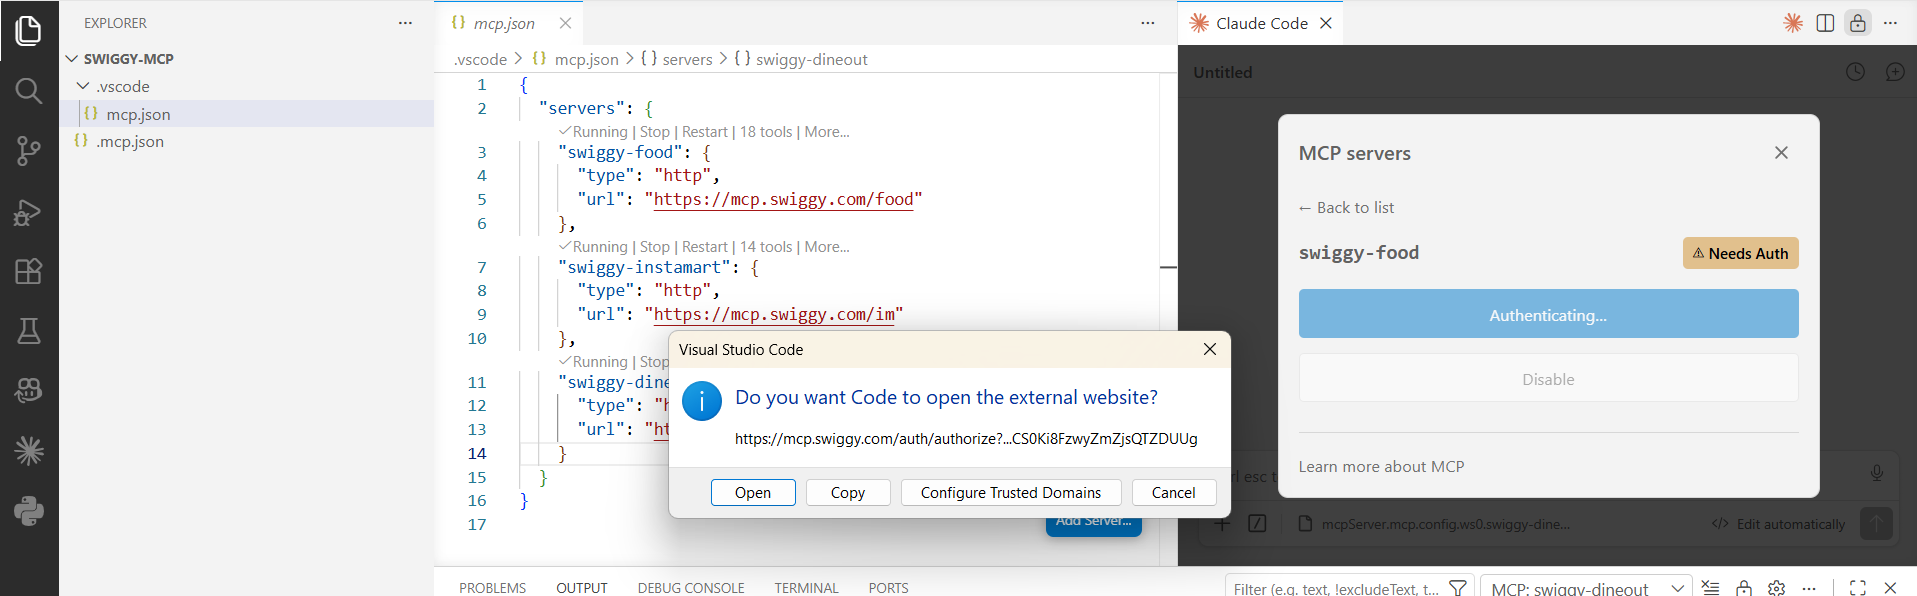 EXPLORER
SWIGGY-MCP
.vscode
mcp.json
.mcp.json
mcp.json
.vscode > mcp.json > { } servers > { } swiggy-dineout
1 {
2 "servers": {
Running | Stop | Restart | 18 tools | More...
3 "swiggy-food": {
4 "type": "http",
5 "url": "https://mcp.swiggy.com/food"
6 },
Running | Stop | Restart | 14 tools | More...
7 "swiggy-instamart": {
8 "type": "http",
9 "url": "https://mcp.swiggy.com/im"
10 },
Running | Stop
11 "swiggy-dine
12 "type": "h
13 "url": "ht
14 }
15 }
16 }
17
Add Server...
Visual Studio Code
Do you want Code to open the external website?
https://mcp.swiggy.com/auth/authorize?...CS0Ki8FzwyZmZjsQTZDUUg
Open Copy Configure Trusted Domains Cancel
Claude Code
Untitled
MCP servers
← Back to list
swiggy-food
⚠ Needs Auth
Authenticating...
Disable
Learn more about MCP
rl esc t
mcpServer.mcp.config.ws0.swiggy-dine...
</> Edit automatically
PROBLEMS OUTPUT DEBUG CONSOLE TERMINAL PORTS
Filter (e.g. text, !excludeText, t...
MCP: swiggy-dineout